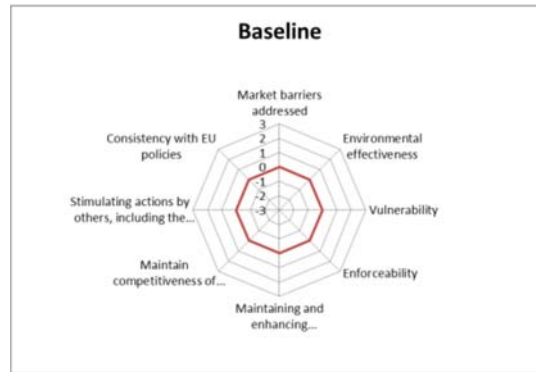 Baseline
Market barriers
addressed
3
2
1
0
-1
-2
-3
Environmental
effectiveness
Vulnerability
Enforceability
Maintaining and
enhancing...
Maintain
competitiveness of...
Stimulating actions by
others, including the...
Consistency with EU
policies